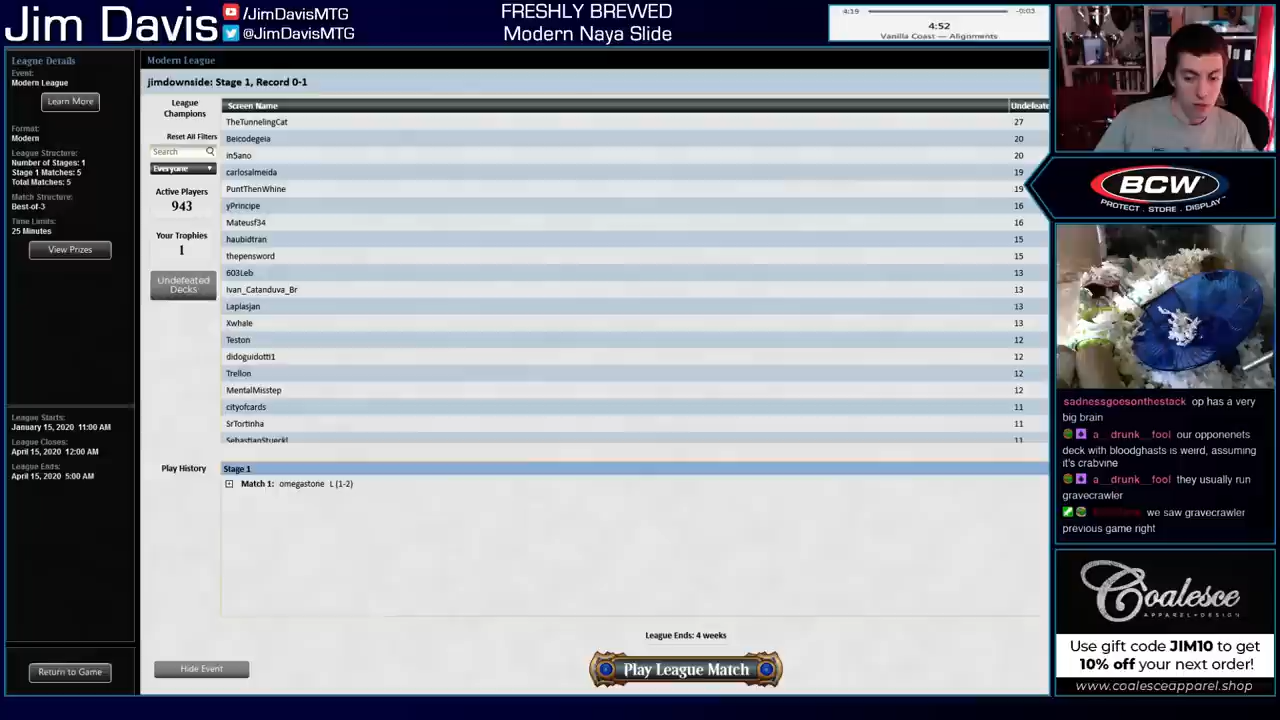 Jim Davis
/JimDavisMTG
@JimDavisMTG
FRESHLY BREWED
Modern Naya Slide
4:19
-0:03
4:52
Vanilla Coast — Alignments
League Details
Event:
Modern League
Learn More
Format:
Modern
League Structure:
Number of Stages: 1
Stage 1 Matches: 5
Total Matches: 5
Match Structure:
Best-of-3
Time Limits:
25 Minutes
View Prizes
League Starts:
January 15, 2020 11:00 AM
League Closes:
April 15, 2020 12:00 AM
League Ends:
April 15, 2020 5:00 AM
Return to Game
Modern League
jimdownside: Stage 1, Record 0-1
League
Champions
Reset All Filters
Search
Everyone
Active Players
943
Your Trophies
1
Undefeated
Decks
Screen Name Undefeate
TheTunnelingCat 27
Beicodegeia 20
in5ano 20
carlosalmeida 19
PuntThenWhine 19
yPrincipe 16
Mateusf34 16
haubidtran 15
thepensword 15
603Leb 13
Ivan_Catanduva_Br 13
Laplasjan 13
Xwhale 13
Teston 12
didoguidotti1 12
Trellon 12
MentalMisstep 12
cityofcards 11
SrTortinha 11
11
Play History
Stage 1
Match 1: omegastone L (1-2)
League Ends: 4 weeks
Hide Event
Play League Match
BCW
PROTECT . STORE . DISPLAY
sadnessgoesonthestack op has a very
big brain
a__drunk__fool our opponenets
deck with bloodghasts is weird, assuming
it's crabvine
a__drunk__fool they usually run
gravecrawler
we saw gravecrawler
previous game right
Coalesce
APPAREL+DESIGN
Use gift code JIM10 to get
10% off your next order!
www.coalesceapparel.shop